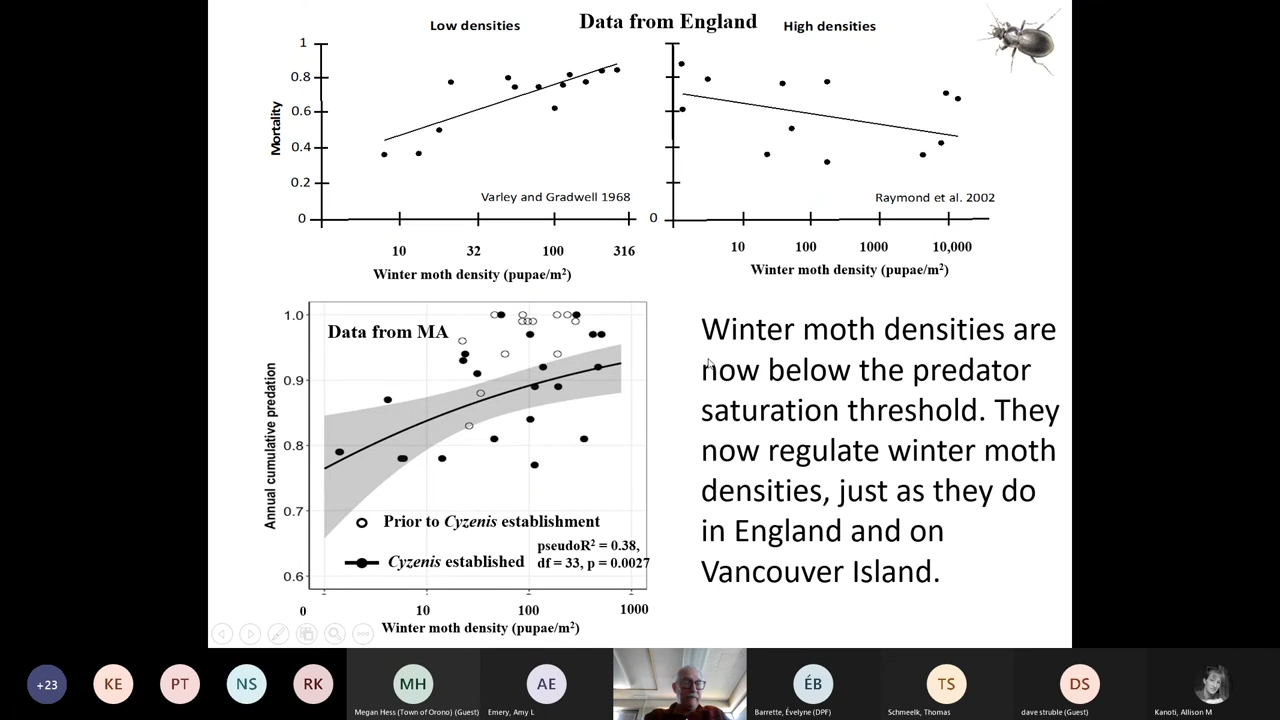 Data from England
Low densities
High densities
1
0.8
0.6
0.4
0.2
0
Mortality
Varley and Gradwell 1968
10 32 100 316
Winter moth density (pupae/m²)
0
Raymond et al. 2002
10 100 1000 10,000
Winter moth density (pupae/m²)
Data from MA
1.0
0.9
0.8
0.7
0.6
Annual cumulative predation
Prior to Cyzenis establishment
Cyzenis established
pseudoR² = 0.38,
df = 33, p = 0.0027
0 10 100 1000
Winter moth density (pupae/m²)
Winter moth densities are
now below the predator
saturation threshold. They
now regulate winter moth
densities, just as they do
in England and on
Vancouver Island.
+23 KE PT NS RK MH AE ÉB TS DS
Megan Hess (Town of Orono) (Guest) Emery, Amy L Barrette, Évelyne (DPF) Schmeelk, Thomas dave struble (Guest) Kanoti, Allison M